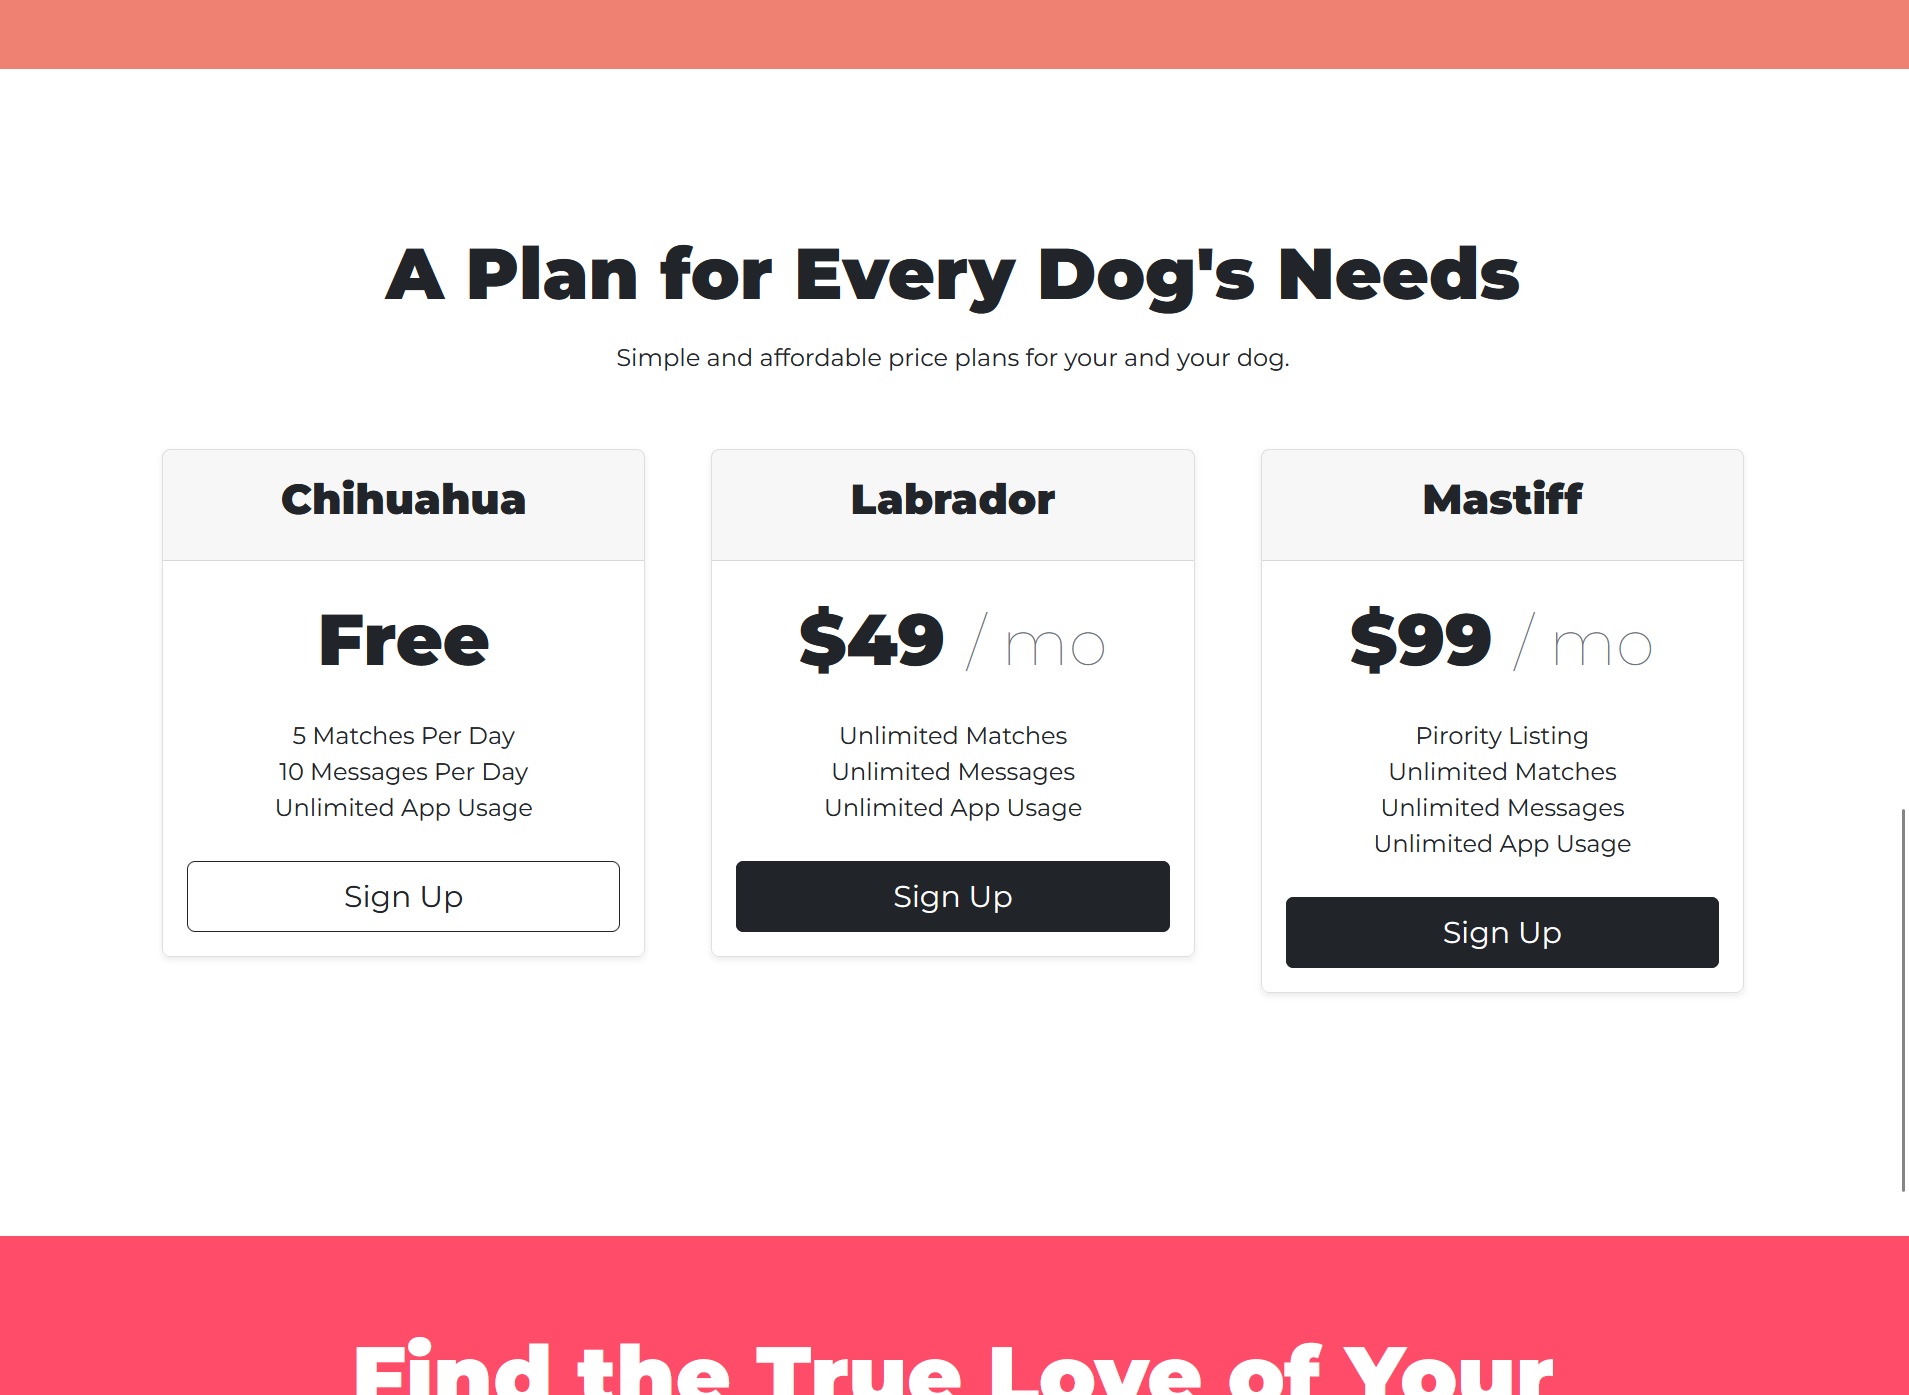 A Plan for Every Dog's Needs
Simple and affordable price plans for your and your dog.
Chihuahua
Free
5 Matches Per Day
10 Messages Per Day
Unlimited App Usage
Sign Up
Labrador
$49 / mo
Unlimited Matches
Unlimited Messages
Unlimited App Usage
Sign Up
Mastiff
$99 / mo
Pirority Listing
Unlimited Matches
Unlimited Messages
Unlimited App Usage
Sign Up
Find the True Love of Your